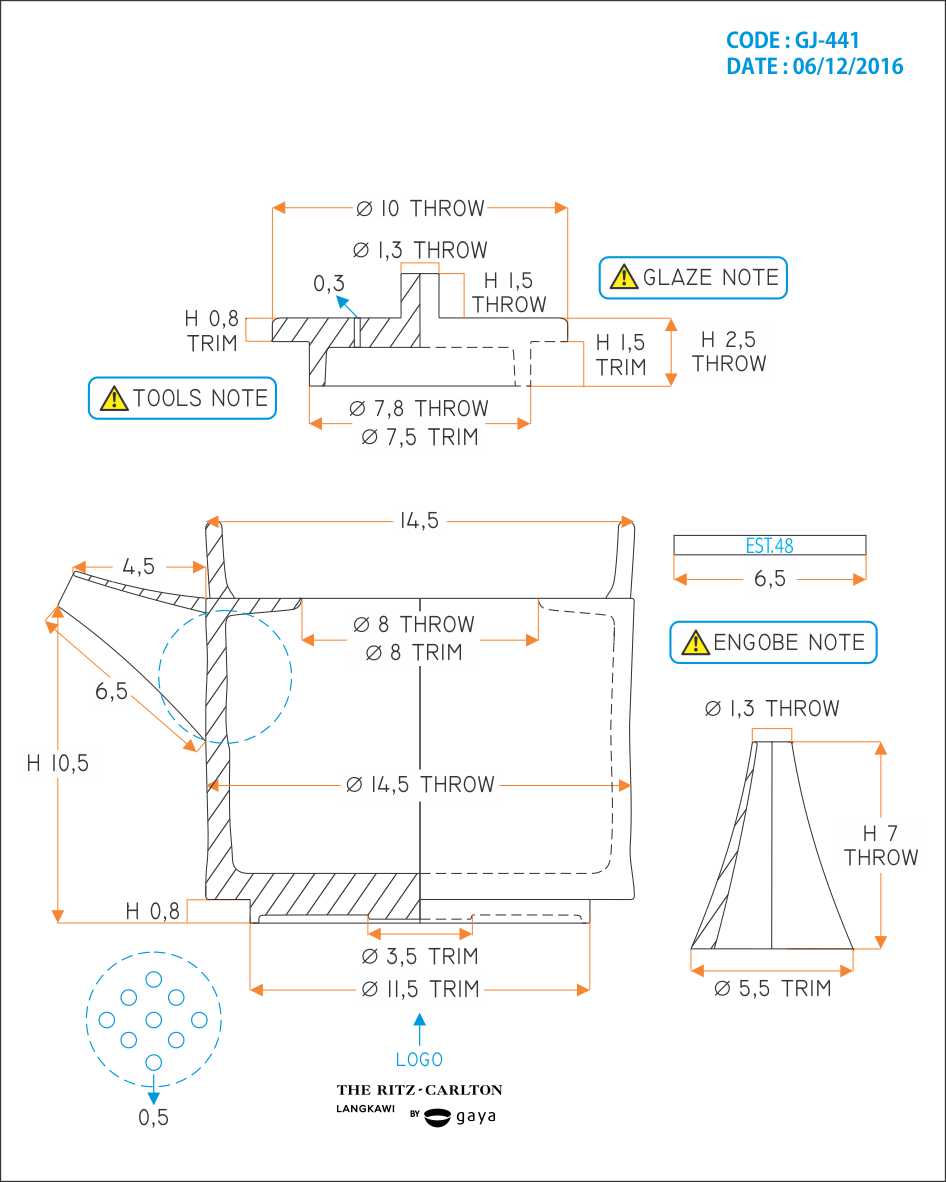 CODE : GJ-441
DATE : 06/12/2016
Ø 10 THROW
Ø 1,3 THROW
0,3
H 1,5
THROW
GLAZE NOTE
H 0,8
TRIM
H 1,5
TRIM
H 2,5
THROW
TOOLS NOTE
Ø 7,8 THROW
Ø 7,5 TRIM
14,5
EST.48
4,5
6,5
Ø 8 THROW
Ø 8 TRIM
ENGOBE NOTE
6,5
Ø 1,3 THROW
H 10,5
Ø 14,5 THROW
H 7
THROW
H 0,8
Ø 3,5 TRIM
Ø 11,5 TRIM
Ø 5,5 TRIM
LOGO
THE RITZ-CARLTON
LANGKAWI BY gaya
0,5